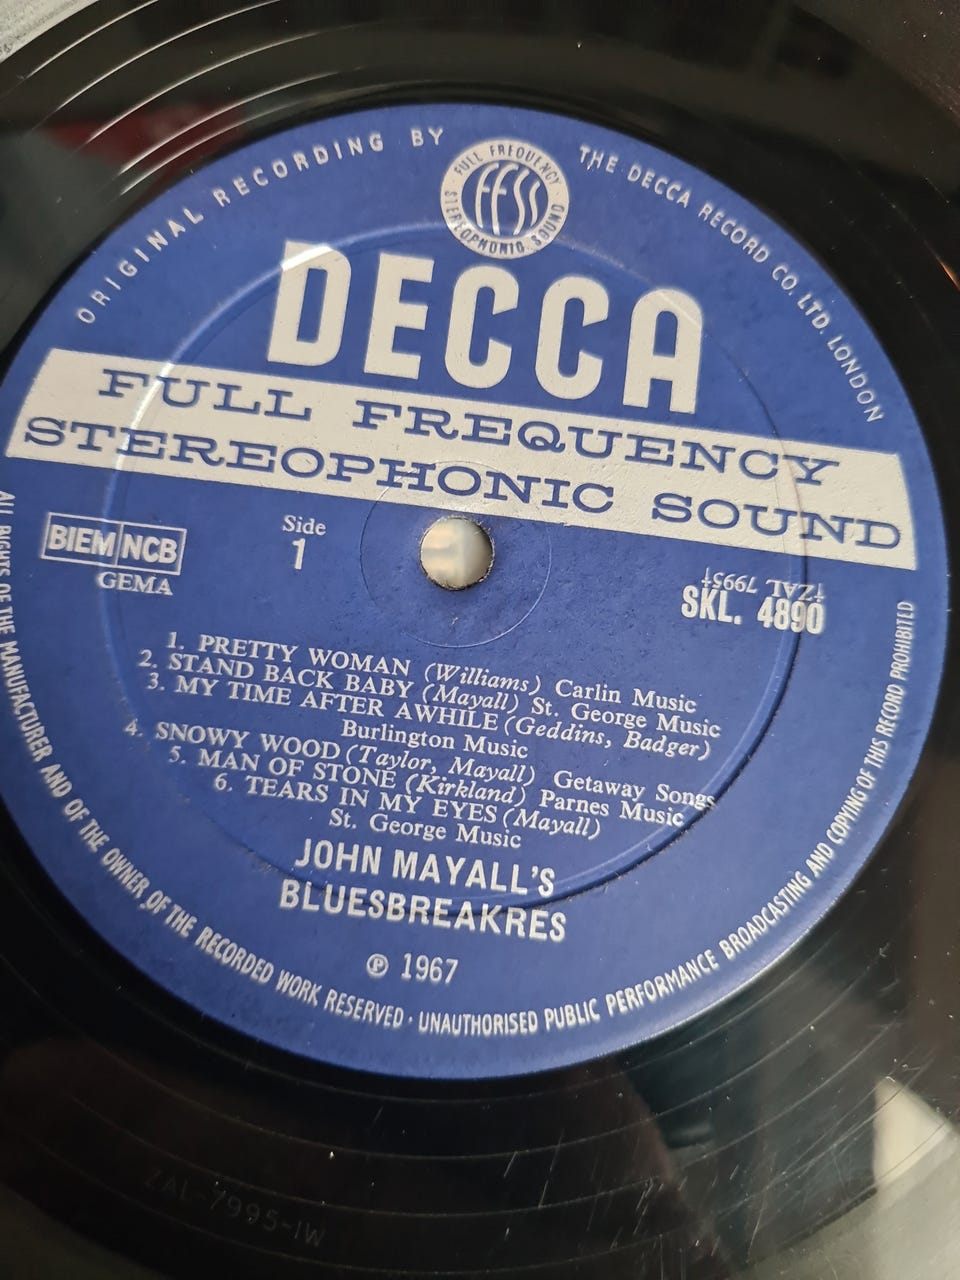 ORIGINAL RECORDING BY
THE DECCA RECORD CO. LTD. LONDON
FULL FREQUENCY
FFSS
STEREOPHONIC SOUND
DECCA
FULL FREQUENCY
STEREOPHONIC SOUND
BIEM NCB
GEMA
Side
1
†ZAL 7995‡
SKL. 4890
1. PRETTY WOMAN (Williams) Carlin Music
2. STAND BACK BABY (Mayall) St. George Music
3. MY TIME AFTER AWHILE (Geddins, Badger)
Burlington Music
4. SNOWY WOOD (Taylor, Mayall) Getaway Songs
5. MAN OF STONE (Kirkland) Parnes Music
6. TEARS IN MY EYES (Mayall)
St. George Music
JOHN MAYALL'S
BLUESBREAKRES
℗ 1967
ALL RIGHTS OF THE MANUFACTURER AND OF THE OWNER OF THE RECORDED WORK RESERVED · UNAUTHORISED PUBLIC PERFORMANCE BROADCASTING AND COPYING OF THIS RECORD PROHIBITED
ZAL-7995-1W